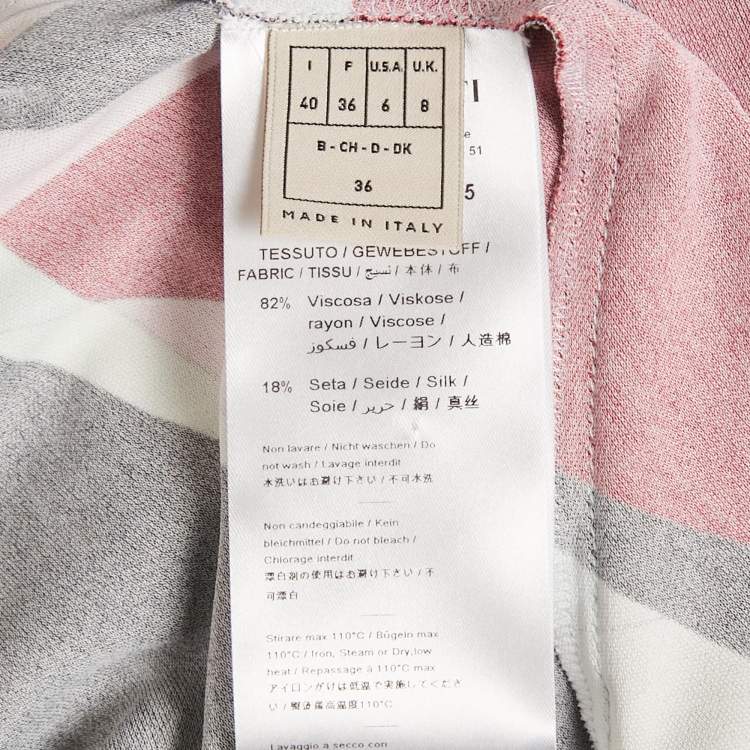 I F U.S.A. U.K.
40 36 6 8
B - CH - D - DK
36
MADE IN ITALY
TI
51
5
TESSUTO / GEWEBESTOFF /
FABRIC / TISSU / نسيج / 本体 / 布
82% Viscosa / Viskose /
rayon / Viscose /
فسكوز / レーヨン / 人造棉
18% Seta / Seide / Silk /
Soie / حرير / 絹 / 真丝
Non lavare / Nicht waschen / Do
not wash / Lavage interdit
水洗いはお避け下さい / 不可水洗
Non candeggiabile / Kein
bleichmittel / Do not bleach /
Chlorage interdit
漂白剤の使用はお避け下さい / 不
可漂白
Stirare max 110°C / Bügeln max
110°C / Iron, Steam or Dry,low
heat / Repassage à 110°C max
アイロンがけは低温で実施してくださ
い / 熨烫最高温度110°C
Lavaggio a secco con